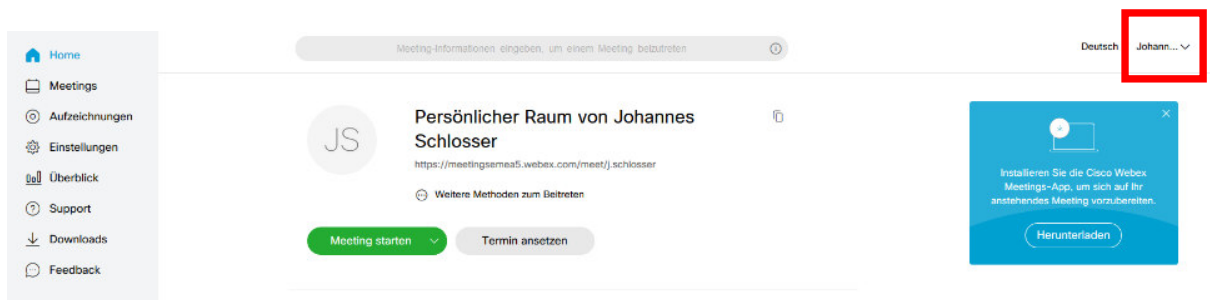 Home
Meetings
Aufzeichnungen
Einstellungen
Überblick
Support
Downloads
Feedback
Meeting-Informationen eingeben, um einem Meeting beizutreten
Deutsch
Johann...
JS
Persönlicher Raum von Johannes
Schlosser
https://meetingsemea5.webex.com/meet/j.schlosser
Weitere Methoden zum Beitreten
Meeting starten
Termin ansetzen
Installieren Sie die Cisco Webex
Meetings-App, um sich auf Ihr
anstehendes Meeting vorzubereiten.
Herunterladen